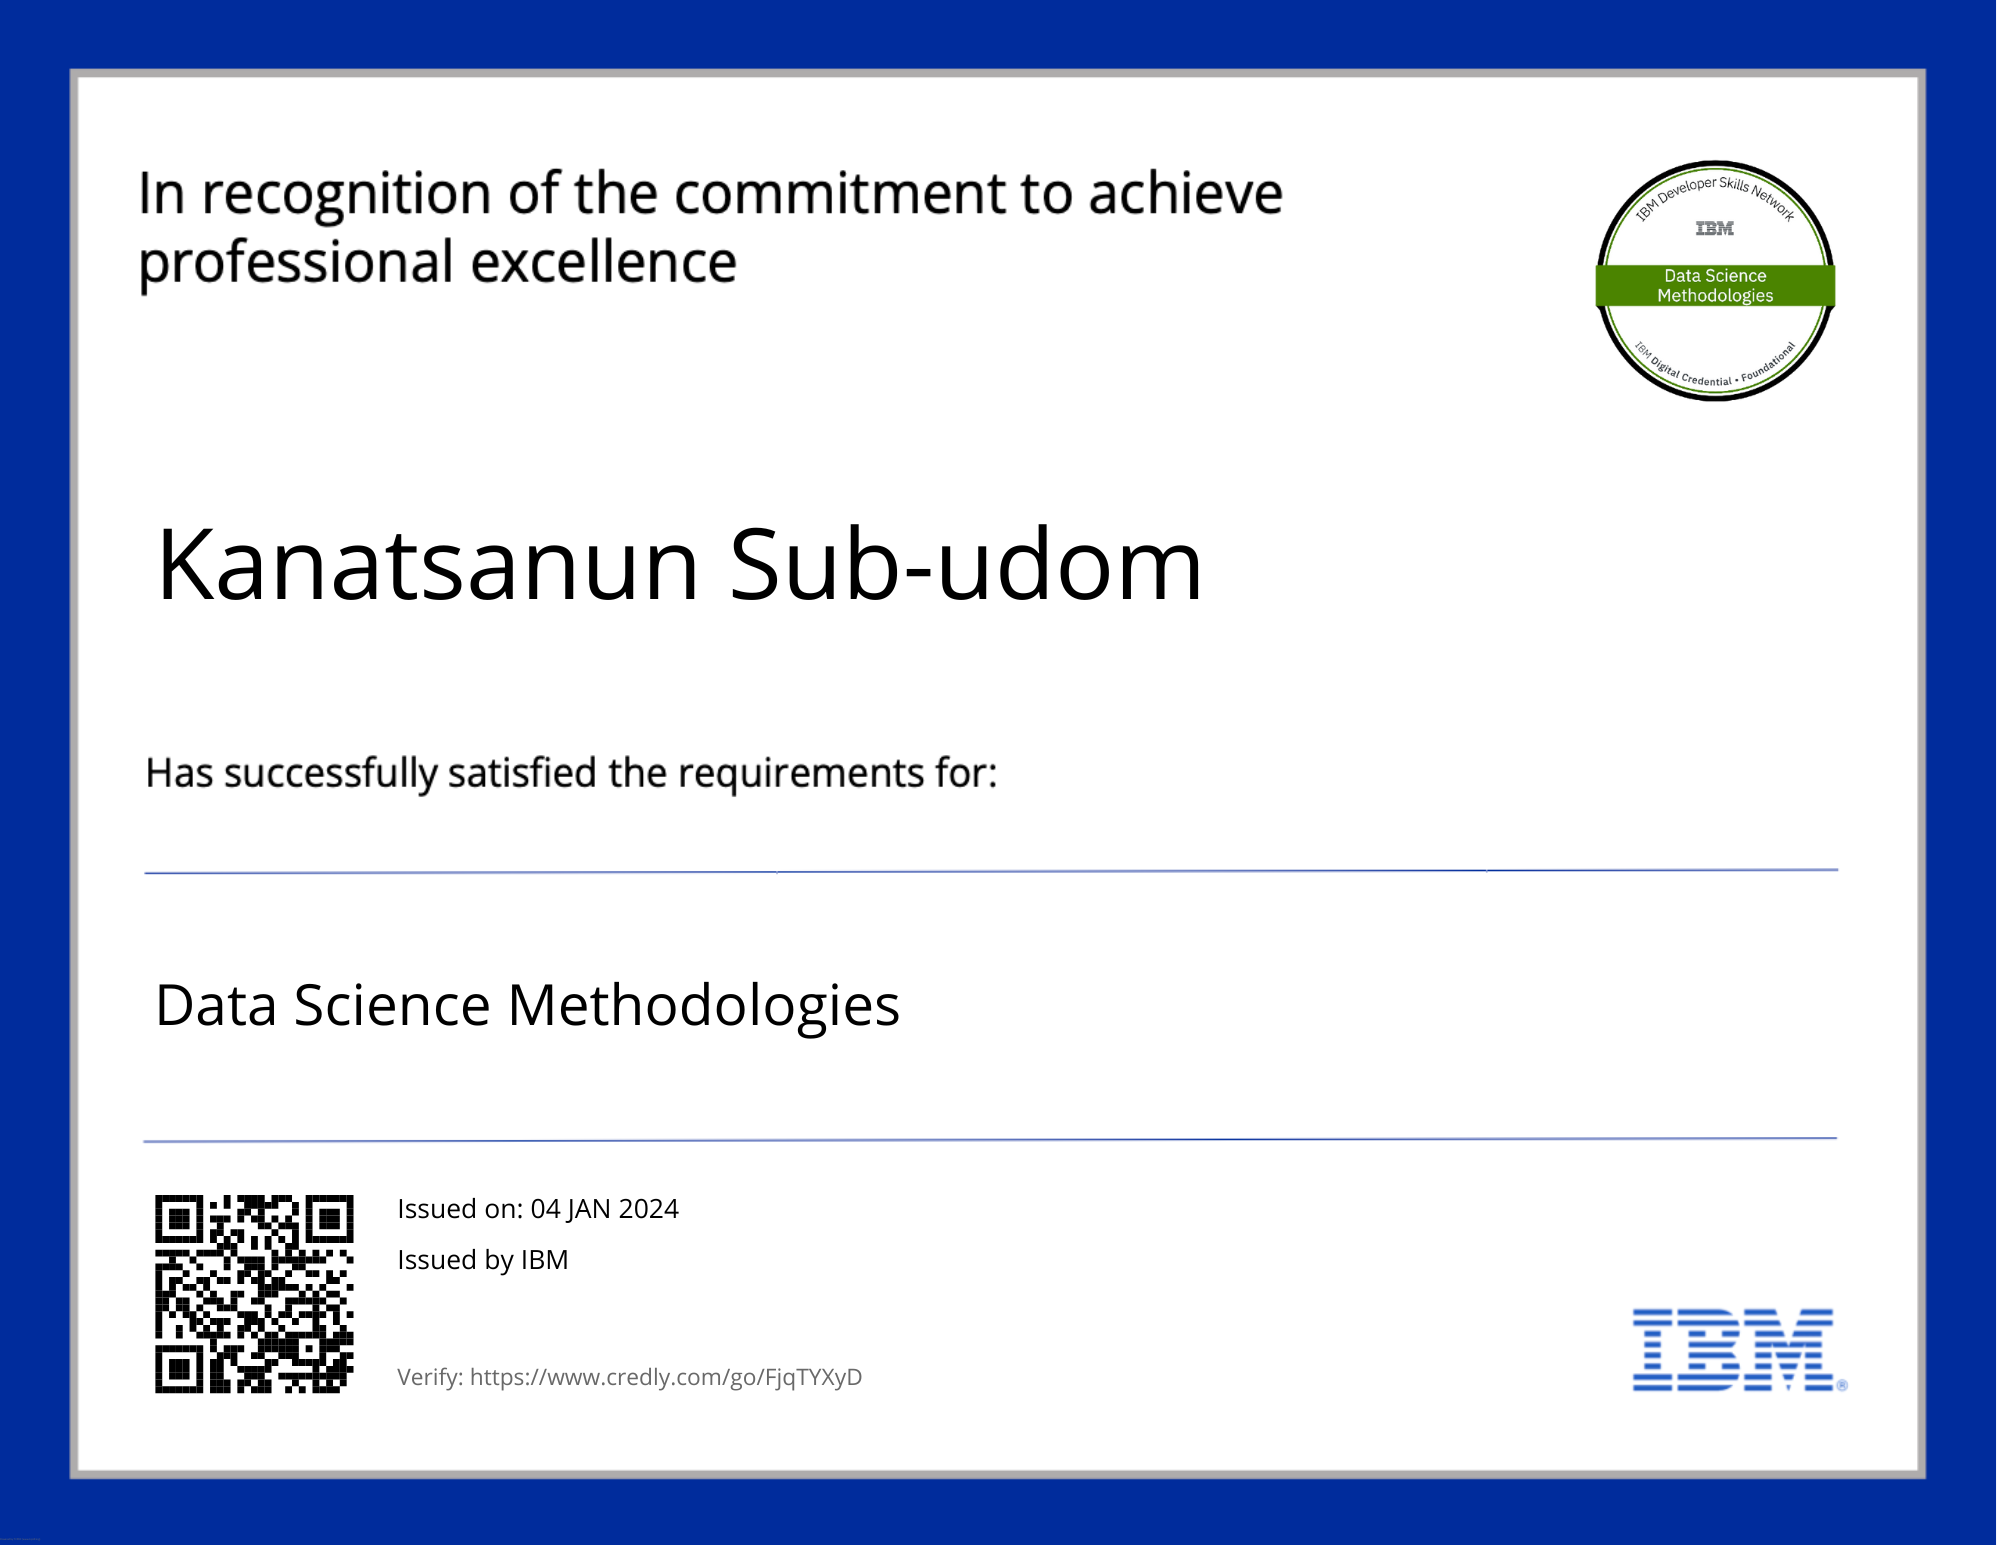 In recognition of the commitment to achieve
professional excellence
IBM Developer Skills Network
IBM
Data Science
Methodologies
IBM Digital Credential • Foundational
Kanatsanun Sub-udom
Has successfully satisfied the requirements for:
Data Science Methodologies
Issued on: 04 JAN 2024
Issued by IBM
Verify: https://www.credly.com/go/FjqTYXyD
IBM®